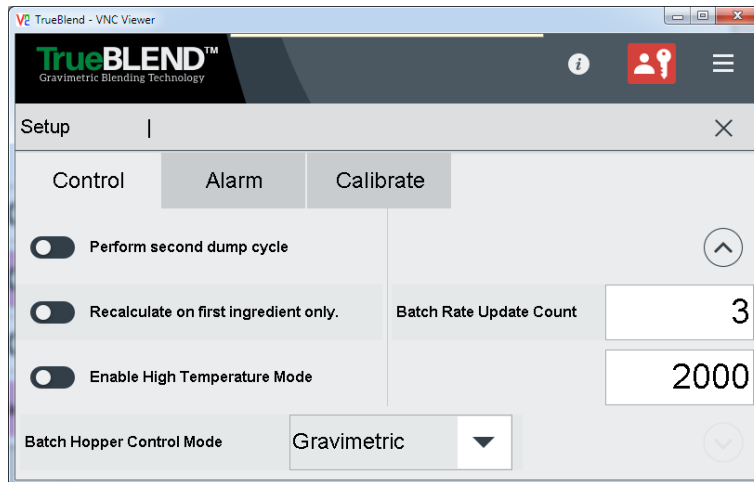 TrueBlend - VNC Viewer
TrueBLEND™
Gravimetric Blending Technology
Setup |
Control Alarm Calibrate
Perform second dump cycle
Recalculate on first ingredient only. Batch Rate Update Count 3
Enable High Temperature Mode 2000
Batch Hopper Control Mode Gravimetric